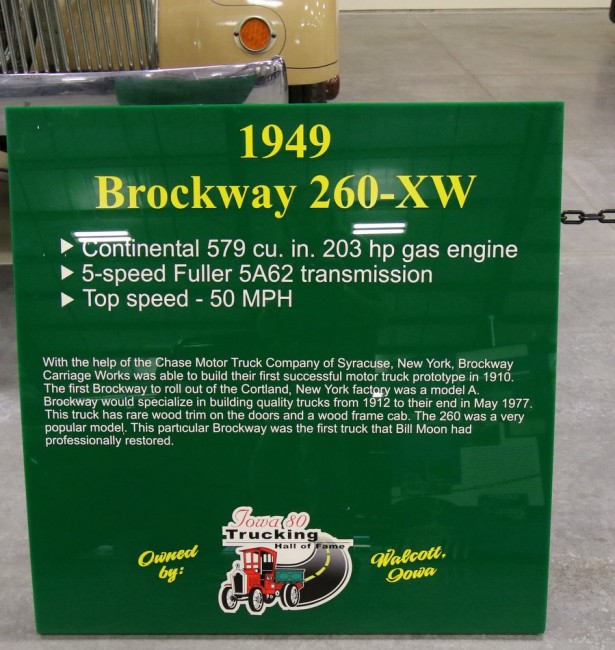 1949
Brockway 260-XW
Continental 579 cu. in. 203 hp gas engine
5-speed Fuller 5A62 transmission
Top speed - 50 MPH
With the help of the Chase Motor Truck Company of Syracuse, New York, Brockway
Carriage Works was able to build their first successful motor truck prototype in 1910.
The first Brockway to roll out of the Cortland, New York factory was a model A.
Brockway would specialize in building quality trucks from 1912 to their end in May 1977.
This truck has rare wood trim on the doors and a wood frame cab. The 260 was a very
popular model. This particular Brockway was the first truck that Bill Moon had
professionally restored.
Owned
by:
Iowa 80
Trucking
Hall of Fame
Walcott,
Iowa